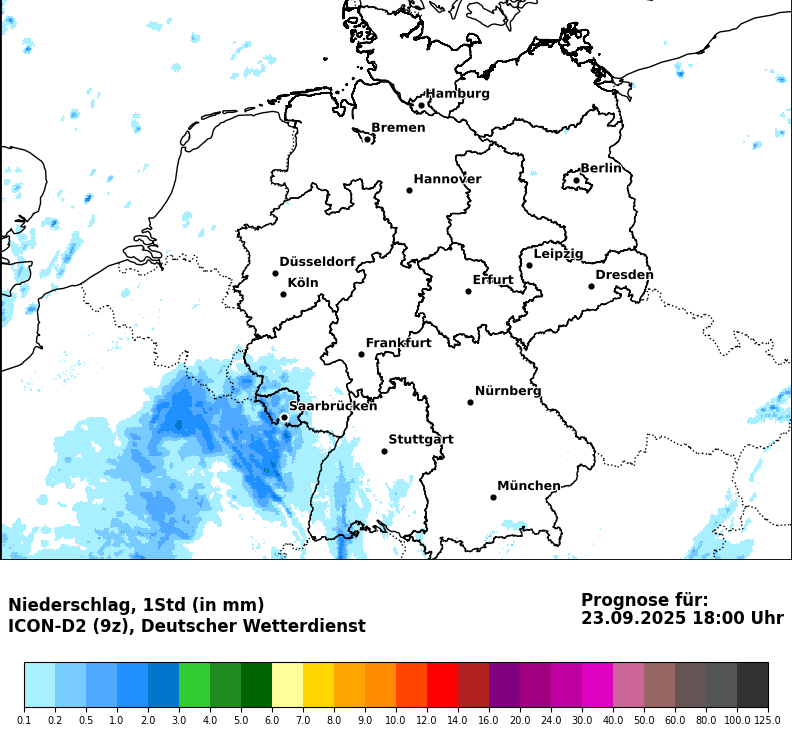 Hamburg
Bremen
Berlin
Hannover
Leipzig
Düsseldorf
Dresden
Köln
Erfurt
Frankfurt
Nürnberg
Saarbrücken
Stuttgart
München
Niederschlag, 1Std (in mm)
ICON-D2 (9z), Deutscher Wetterdienst
Prognose für:
23.09.2025 18:00 Uhr
0.1 0.2 0.5 1.0 2.0 3.0 4.0 5.0 6.0 7.0 8.0 9.0 10.0 12.0 14.0 16.0 20.0 24.0 30.0 40.0 50.0 60.0 80.0 100.0 125.0